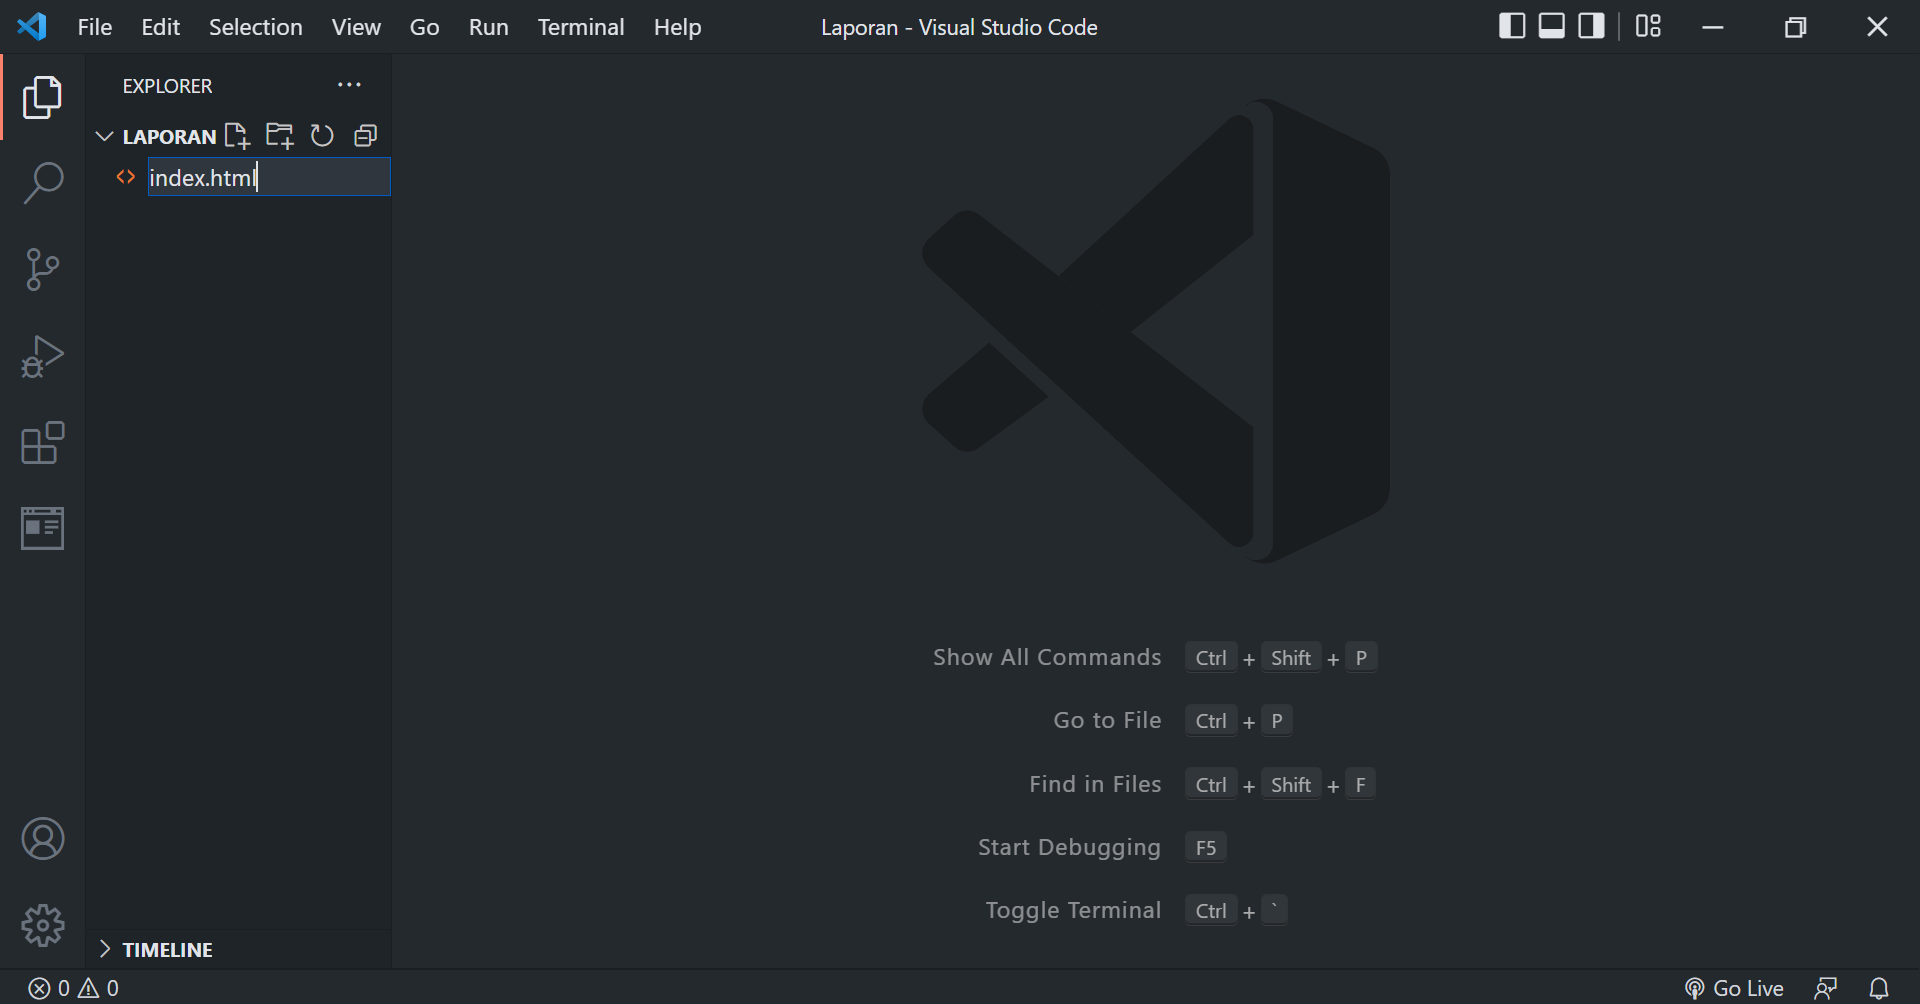 File Edit Selection View Go Run Terminal Help Laporan - Visual Studio Code
EXPLORER
LAPORAN
index.html
Show All Commands Ctrl + Shift + P
Go to File Ctrl + P
Find in Files Ctrl + Shift + F
Start Debugging F5
Toggle Terminal Ctrl + `
TIMELINE
0 0 Go Live